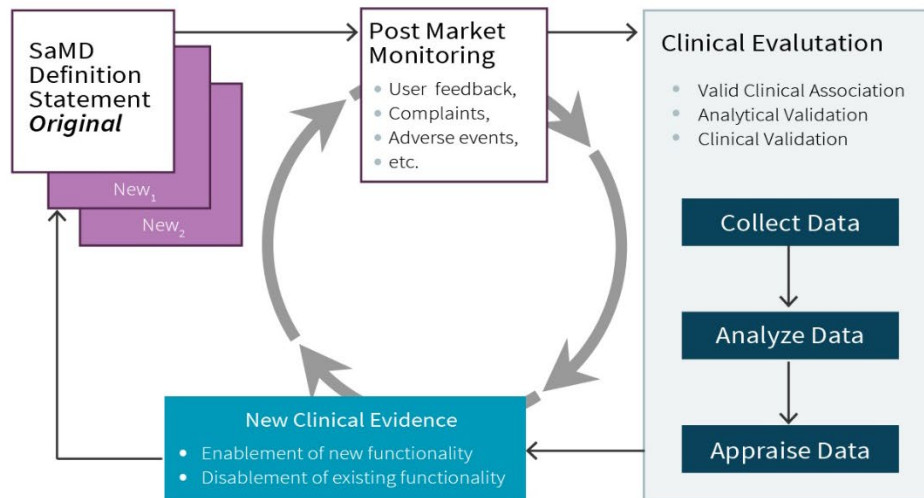 SaMD
Definition
Statement
Original
New1
New2
Post Market
Monitoring
• User feedback,
• Complaints,
• Adverse events,
• etc.
Clinical Evalutation
• Valid Clinical Association
• Analytical Validation
• Clinical Validation
Collect Data
Analyze Data
Appraise Data
New Clinical Evidence
• Enablement of new functionality
• Disablement of existing functionality